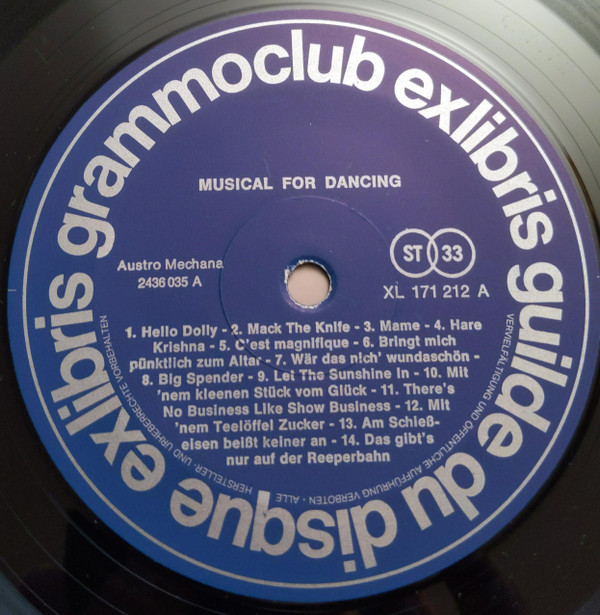 exlibris grammoclub exlibris guilde du disque
MUSICAL FOR DANCING
Austro Mechana
2436 035 A
ST 33
XL 171 212 A
1. Hello Dolly - 2. Mack The Knife - 3. Mame - 4. Hare
Krishna - 5. C'est magnifique - 6. Bringt mich
pünktlich zum Altar - 7. Wär das nich' wundaschön -
8. Big Spender - 9. Let The Sunshine In - 10. Mit
'nem kleenen Stück vom Glück - 11. There's
No Business Like Show Business - 12. Mit
'nem Teelöffel Zucker - 13. Am Schieß-
eisen beißt keiner an - 14. Das gibt's
nur auf der Reeperbahn
VERVIELFÄLTIGUNG UND ÖFFENTLICHE AUFFÜHRUNG VERBOTEN · ALLE HERSTELLER- UND URHEBERRECHTE VORBEHALTEN